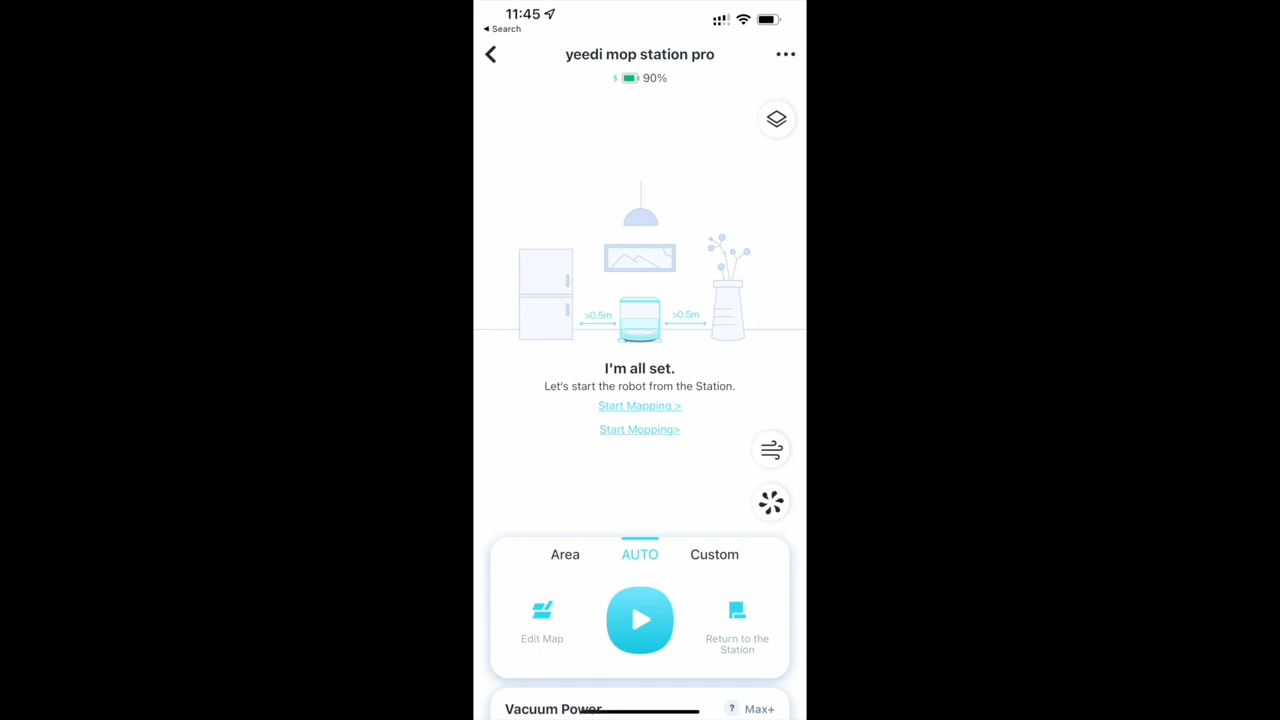 11:45
Search
yeedi mop station pro
90%
>0.5m
>0.5m
I'm all set.
Let's start the robot from the Station.
Start Mapping >
Start Mopping>
Area
AUTO
Custom
Edit Map
Return to the
Station
Vacuum Power
?
Max+